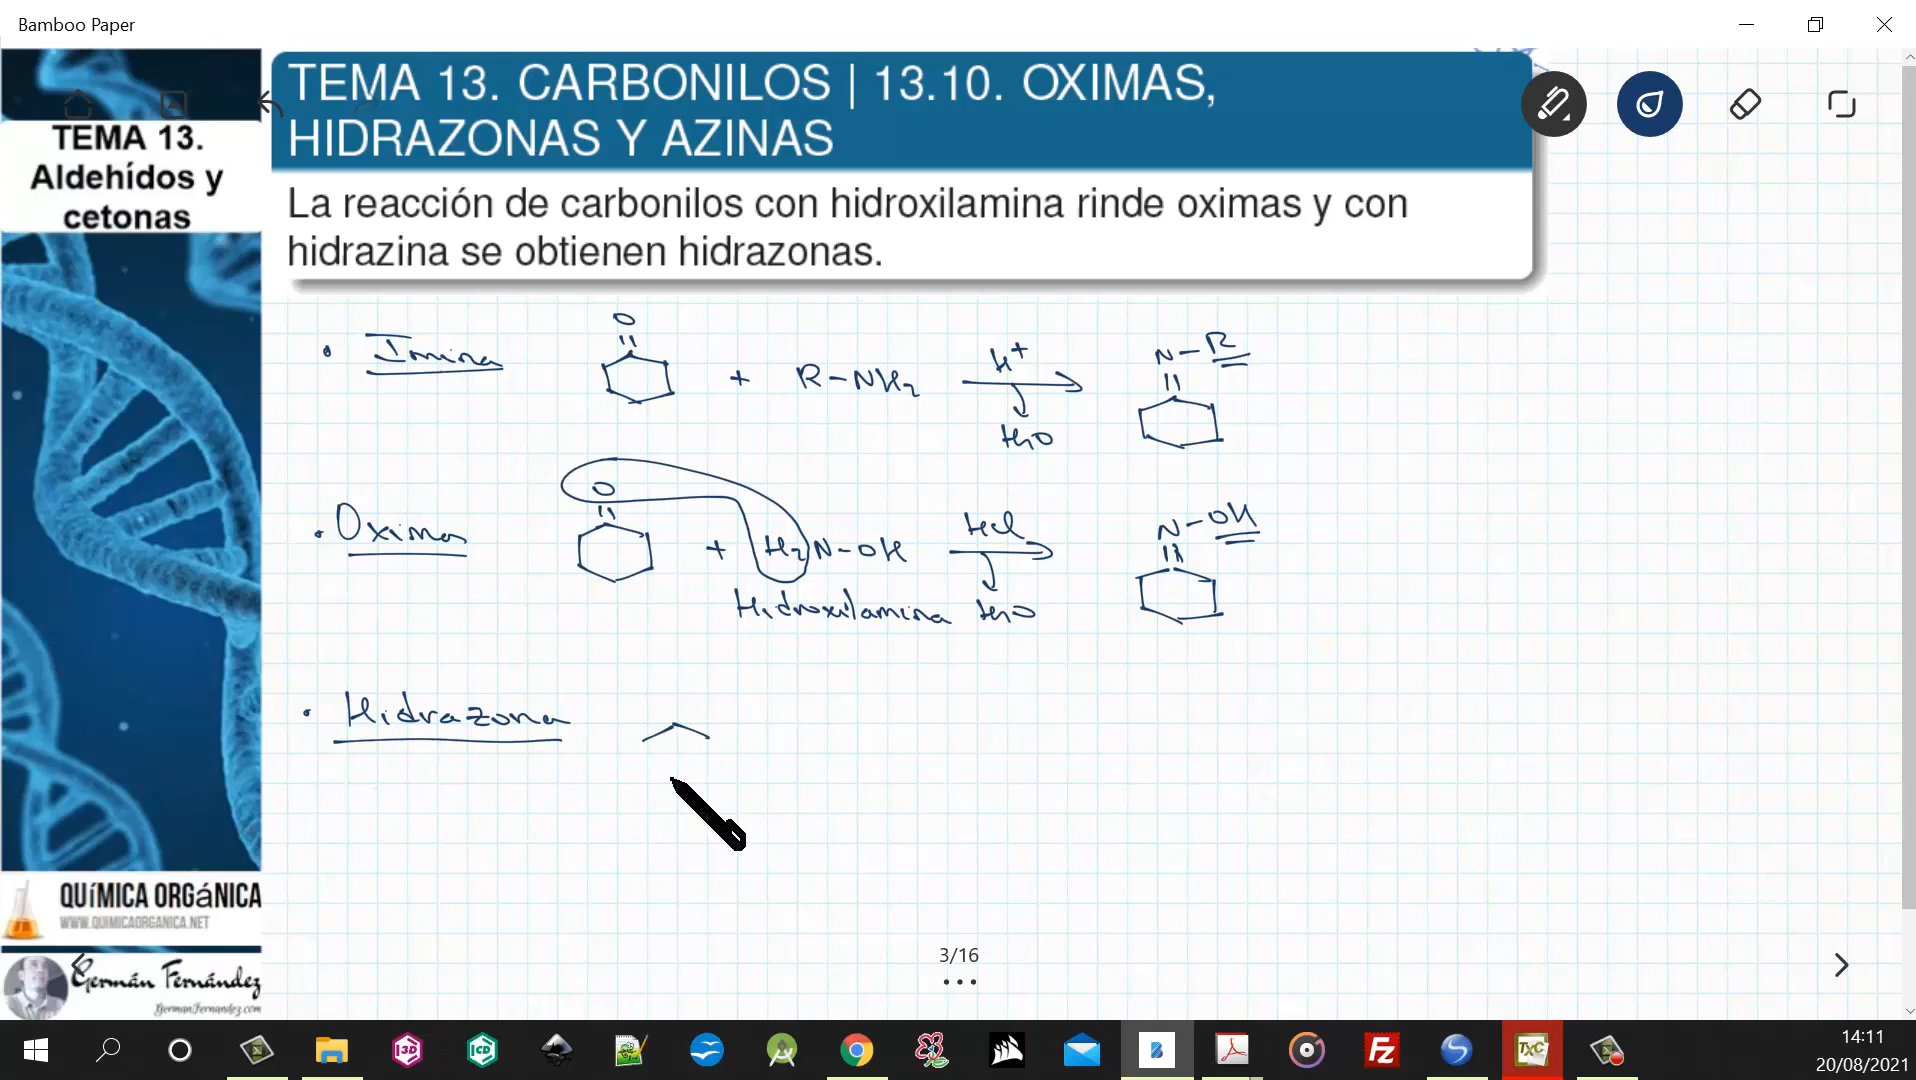 Bamboo Paper
TEMA 13. CARBONILOS | 13.10. OXIMAS,
HIDRAZONAS Y AZINAS
TEMA 13.
Aldehídos y
cetonas
La reacción de carbonilos con hidroxilamina rinde oximas y con
hidrazina se obtienen hidrazonas.
• Imina O + R-NH2 H+ H2O N-R
• Oxima O + H2N-OH HCl H2O N-OH
Hidroxilamina
• Hidrazona
QUíMICA ORGáNICA
WWW.QUIMICAORGANICA.NET
Germán Fernández
GermanFernandez.com
3/16
14:11
20/08/2021